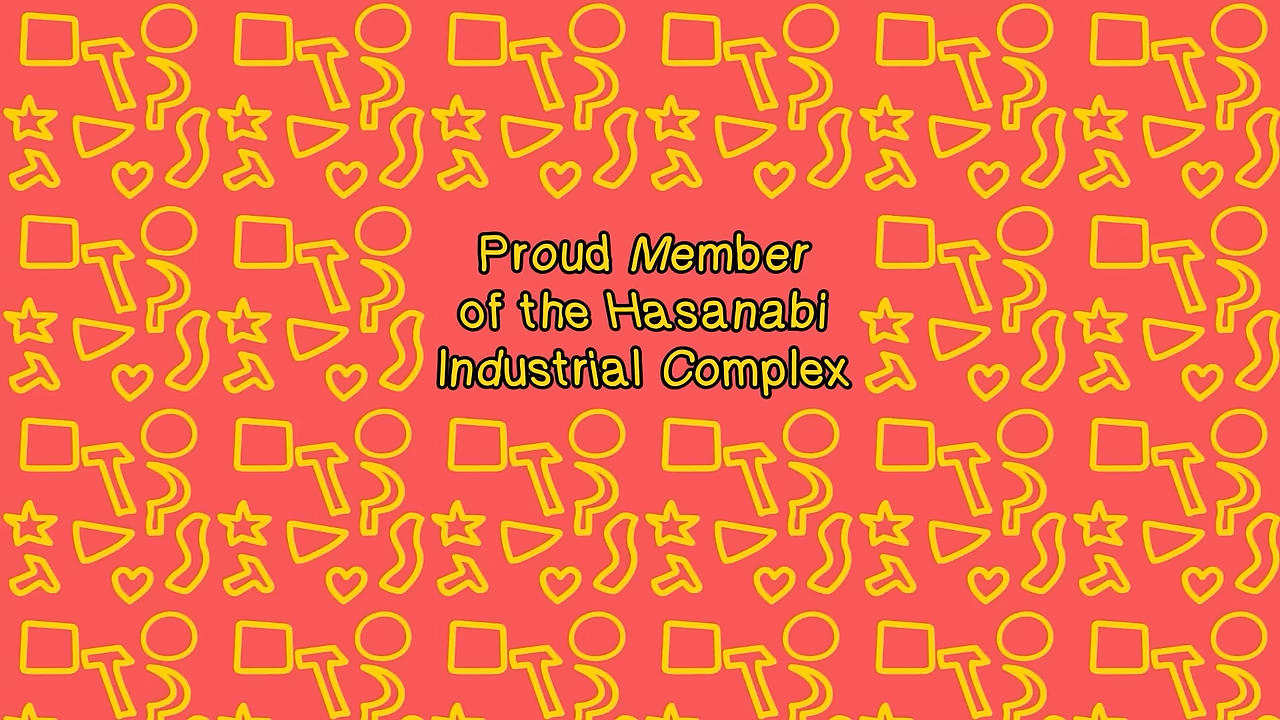 Proud Member
of the Hasanabi
Industrial Complex